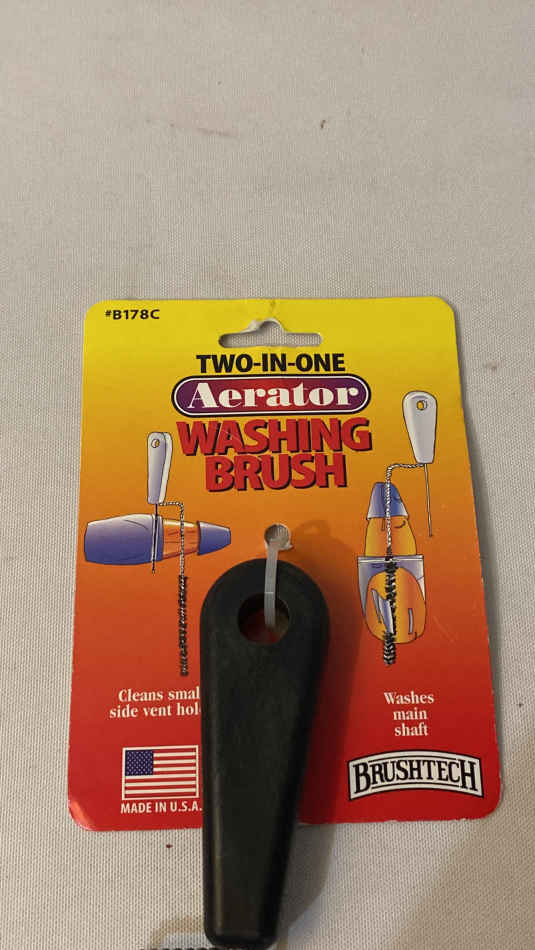 #B178C
TWO-IN-ONE
Aerator
WASHING
BRUSH
Cleans smal
side vent hol
Washes
main
shaft
MADE IN U.S.A.
BRUSHTECH